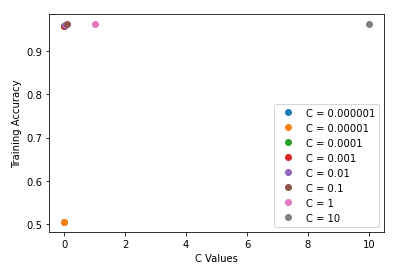 0.9
0.8
0.7
0.6
0.5
Training Accuracy
0 2 4 6 8 10
C Values
C = 0.000001
C = 0.00001
C = 0.0001
C = 0.001
C = 0.01
C = 0.1
C = 1
C = 10